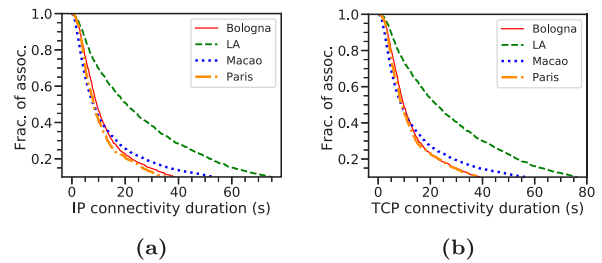 1.0
0.8
0.6
0.4
0.2
Frac. of assoc.
Bologna
LA
Macao
Paris
0 20 40 60
IP connectivity duration (s)
(a)
1.0
0.8
0.6
0.4
0.2
Frac. of assoc.
Bologna
LA
Macao
Paris
0 20 40 60 80
TCP connectivity duration (s)
(b)